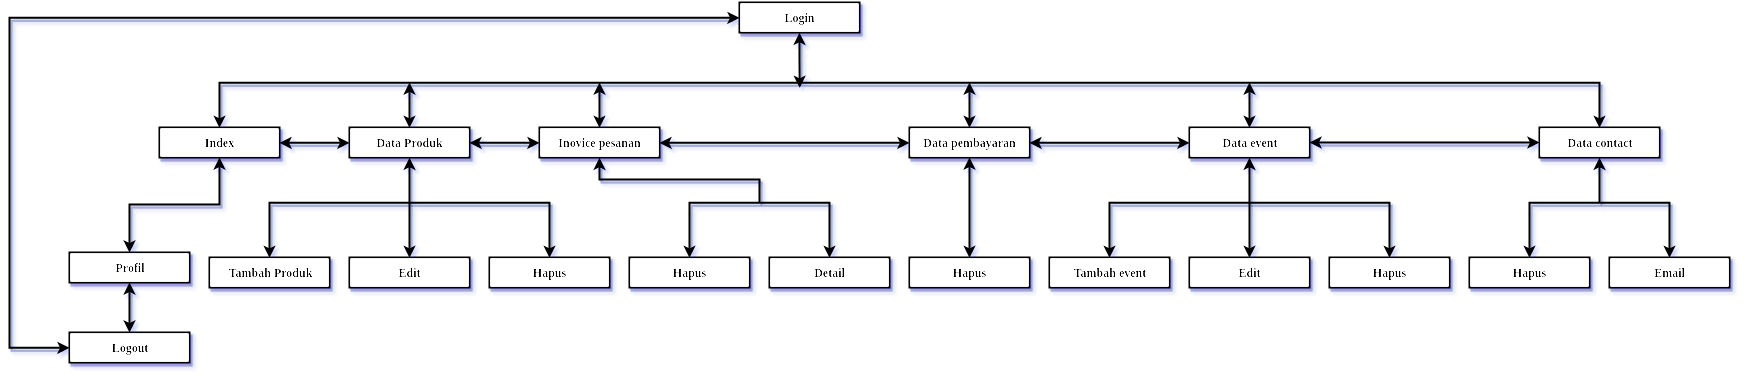 Login
Index
Data Produk
Inovice pesanan
Data pembayaran
Data event
Data contact
Profil
Tambah Produk
Edit
Hapus
Hapus
Detail
Hapus
Tambah event
Edit
Hapus
Hapus
Email
Logout